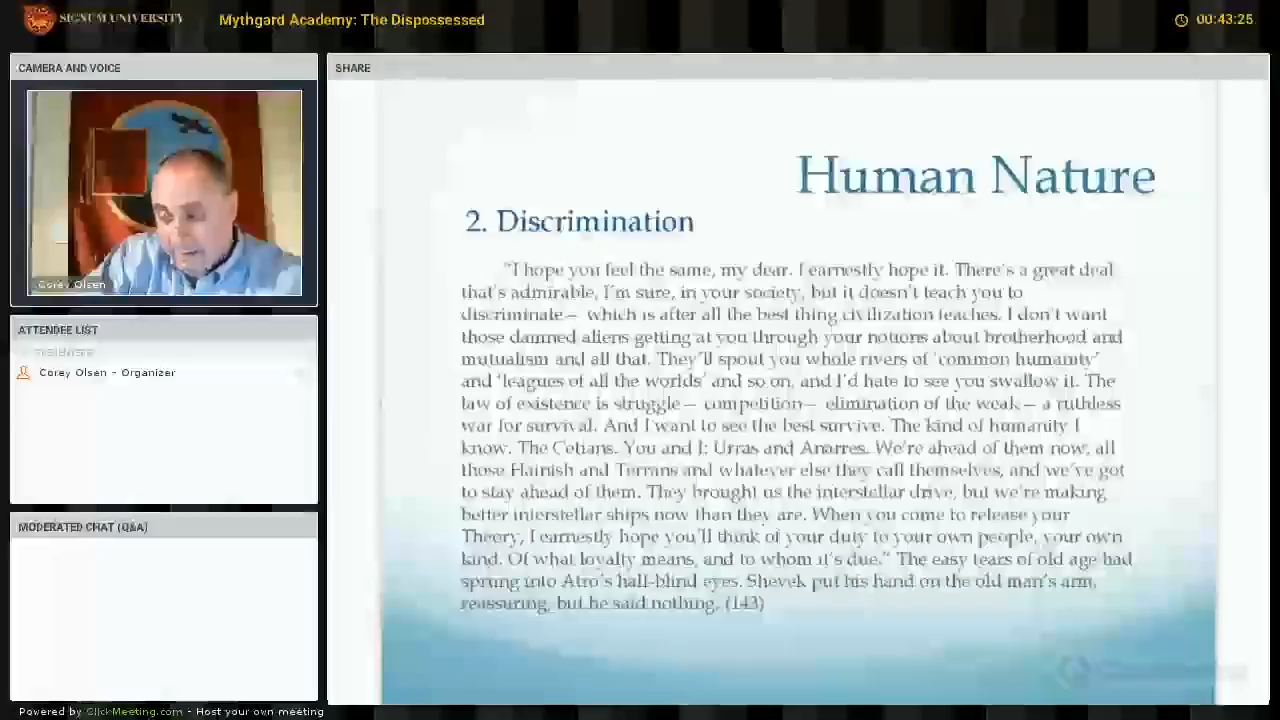 SIGNUM UNIVERSITY
Mythgard Academy: The Dispossessed
00:43:25
CAMERA AND VOICE
Corey Olsen
ATTENDEE LIST
Corey Olsen - Organizer
MODERATED CHAT (Q&A)
SHARE
Human Nature
2. Discrimination
"I hope you feel the same, my dear. I earnestly hope it. There's a great deal
that's admirable, I'm sure, in your society, but it doesn't teach you to
discriminate— which is after all the best thing civilization teaches. I don't want
those damned aliens getting at you through your notions about brotherhood and
mutualism and all that. They'll spout you whole rivers of 'common humanity'
and 'leagues of all the worlds' and so on, and I'd hate to see you swallow it. The
law of existence is struggle— competition— elimination of the weak— a ruthless
war for survival. And I want to see the best survive. The kind of humanity I
know. The Cetians. You and I: Urras and Anarres. We're ahead of them now, all
those Hainish and Terrans and whatever else they call themselves, and we've got
to stay ahead of them. They brought us the interstellar drive, but we're making
better interstellar ships now than they are. When you come to release your
Theory, I earnestly hope you'll think of your duty to your own people, your own
kind. Of what loyalty means, and to whom it's due." The easy tears of old age had
sprung into Atro's half-blind eyes. Shevek put his hand on the old man's arm,
reassuring, but he said nothing. (143)
Powered by ClickMeeting.com - Host your own meeting